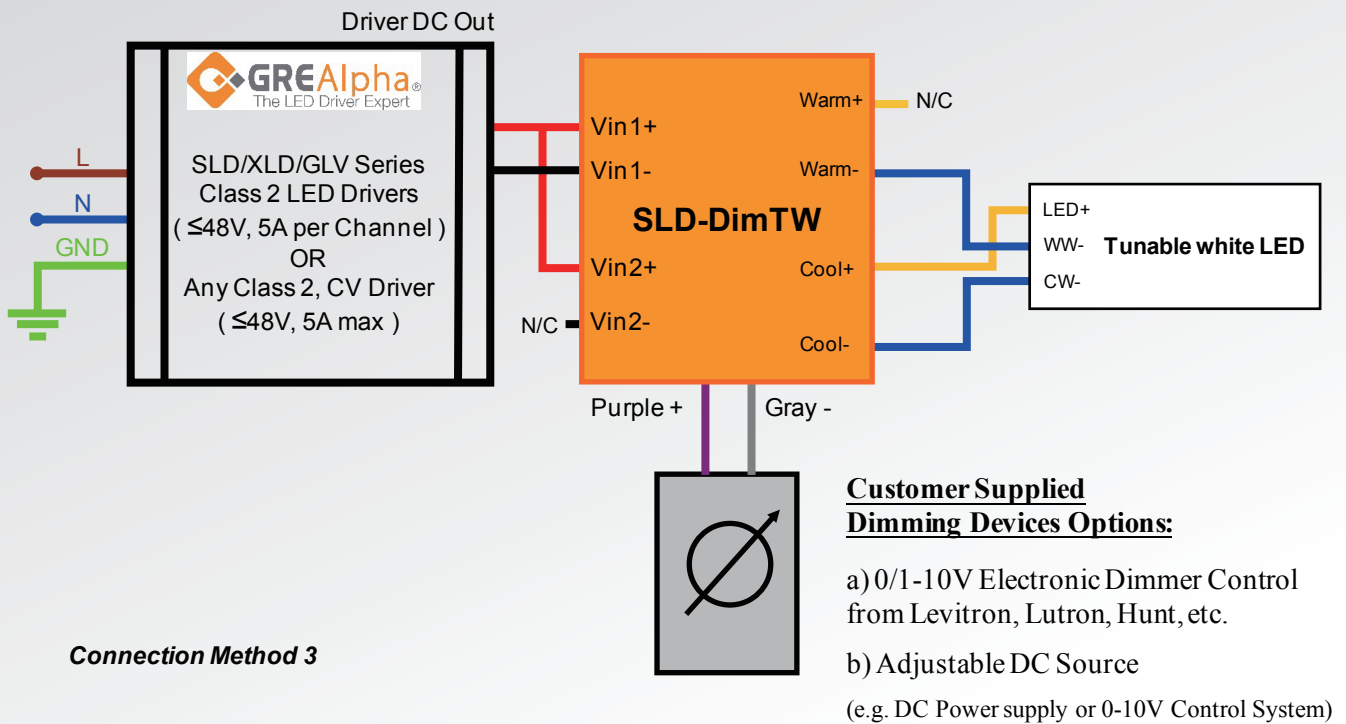 Driver DC Out
GREAlpha®
The LED Driver Expert
L
N
GND
SLD/XLD/GLV Series
Class 2 LED Drivers
( ≤48V, 5A per Channel )
OR
Any Class 2, CV Driver
( ≤48V, 5A max )
Vin1+
Vin1-
SLD-DimTW
Vin2+
N/C
Vin2-
Warm+
N/C
Warm-
Cool+
Cool-
LED+
WW-
Tunable white LED
CW-
Purple +
Gray -
Customer Supplied
Dimming Devices Options:
a) 0/1-10V Electronic Dimmer Control
from Levitron, Lutron, Hunt, etc.
b) Adjustable DC Source
(e.g. DC Power supply or 0-10V Control System)
Connection Method 3